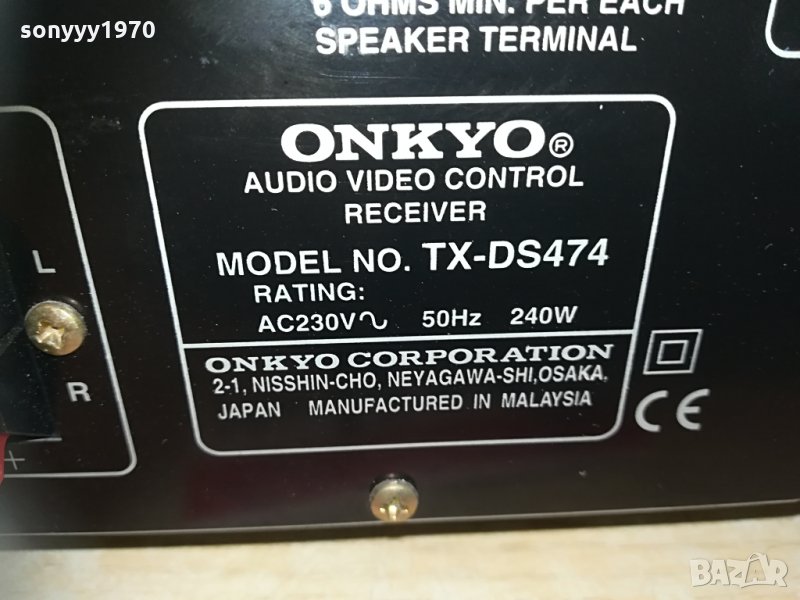 sonyyy1970
6 OHMS MIN. PER EACH
SPEAKER TERMINAL
ONKYO®
AUDIO VIDEO CONTROL
RECEIVER
MODEL NO. TX-DS474
RATING:
AC230V∿ 50Hz 240W
ONKYO CORPORATION
2-1, NISSHIN-CHO, NEYAGAWA-SHI,OSAKA,
JAPAN MANUFACTURED IN MALAYSIA
CE
L
R
+
BAZAR